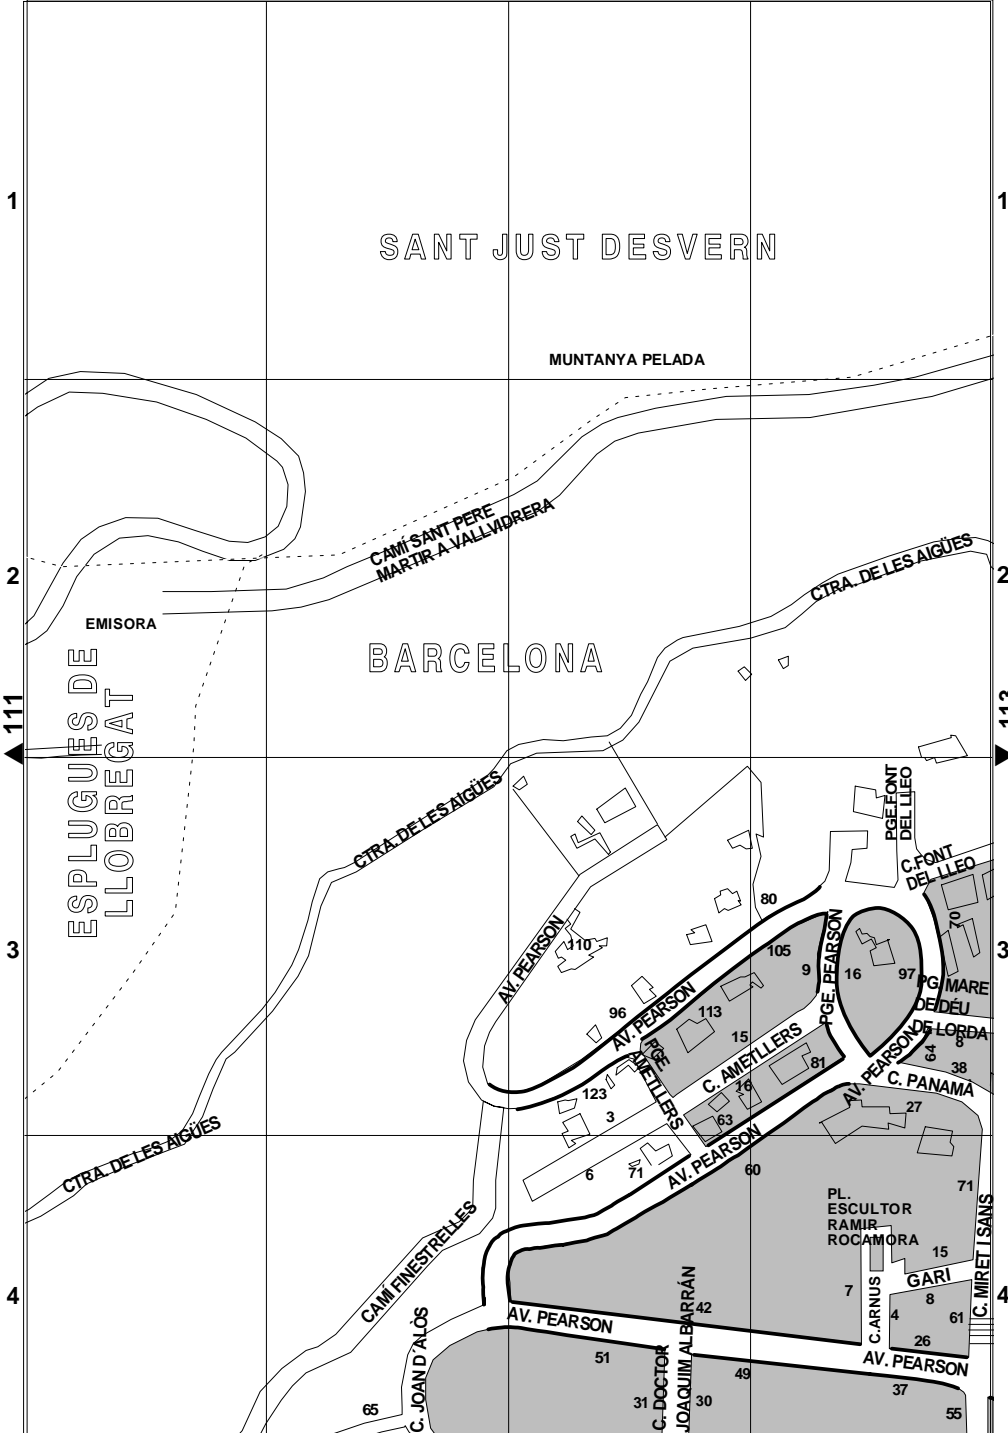 1
1
SANT JUST DESVERN
MUNTANYA PELADA
CAMÍ SANT PERE
MARTIR A VALLVIDRERA
CTRA. DE LES AIGÜES
2
2
EMISORA
BARCELONA
ESPLUGUES DE
LLOBREGAT
111
113
CTRA. DE LES AIGÜES
PGE.FONT
DEL LLEO
C.FONT
DEL LLEO
80
70
AV. PEARSON
110
105
3
3
9
PGE. PEARSON
16
97
PG. MARE
DE DÉU
DE LORDA
96
AV. PEARSON
113
15
8
64
38
PGE
AMETLLERS
C. AMETLLERS
81
AV. PEARSON
C. PANAMÀ
123
16
27
3
63
CTRA. DE LES AIGÜES
6
71
AV. PEARSON
60
71
PL.
ESCULTOR
RAMIR
ROCAMORA
CAMÍ FINESTRELLES
15
GARI
C. MIRET I SANS
4
4
7
C.ARNUS
8
4
61
42
AV. PEARSON
26
AV. PEARSON
51
49
37
C. JOAN D'ALÒS
C. DOCTOR
JOAQUIM ALBARRÁN
65
31
30
55